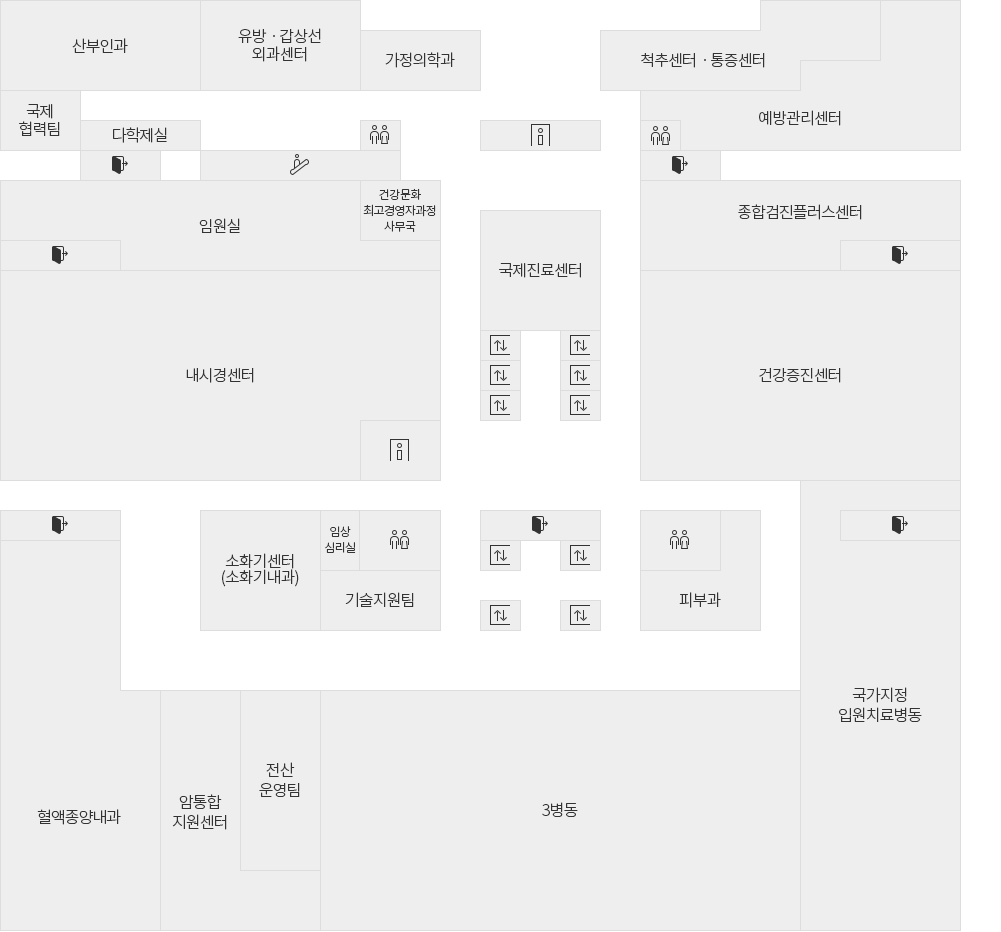 산부인과
유방 · 갑상선
외과센터
가정의학과
척추센터 · 통증센터
국제
협력팀
다학제실
예방관리센터
임원실
건강문화
최고경영자과정
사무국
종합검진플러스센터
국제진료센터
내시경센터
건강증진센터
소화기센터
(소화기내과)
임상
심리실
기술지원팀
피부과
국가지정
입원치료병동
혈액종양내과
암통합
지원센터
전산
운영팀
3병동